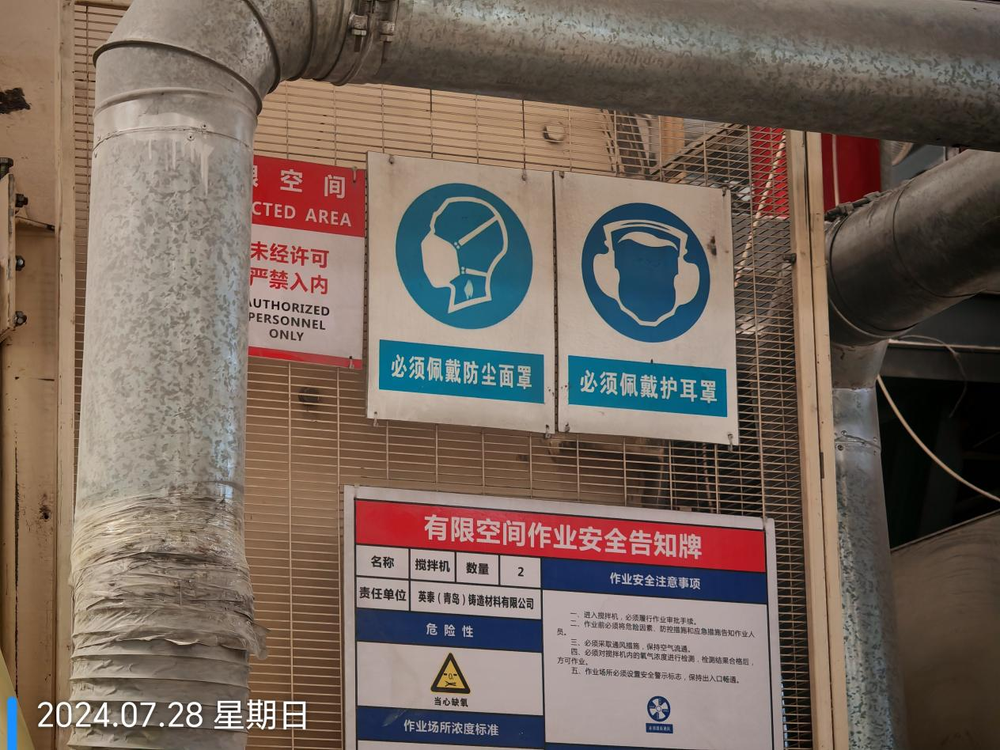 空间
CTED AREA
未经许可
严禁入内
AUTHORIZED
PERSONNEL
ONLY
必须佩戴防尘面罩
必须佩戴护耳罩
有限空间作业安全告知牌
名称 搅拌机 数量 2
责任单位 英泰（青岛）铸造材料有限公司
危险性
当心缺氧
作业场所浓度标准
作业安全注意事项
一、进入搅拌机，必须履行作业审批手续。
二、作业前必须将危险因素、防控措施和应急措施告知作业人
员。
三、必须采取通风措施，保持空气流通。
四、必须对搅拌机内的氧气浓度进行检测，检测结果合格后，
方可作业。
五、作业场所必须设置安全警示标志，保持出入口畅通。
2024.07.28 星期日